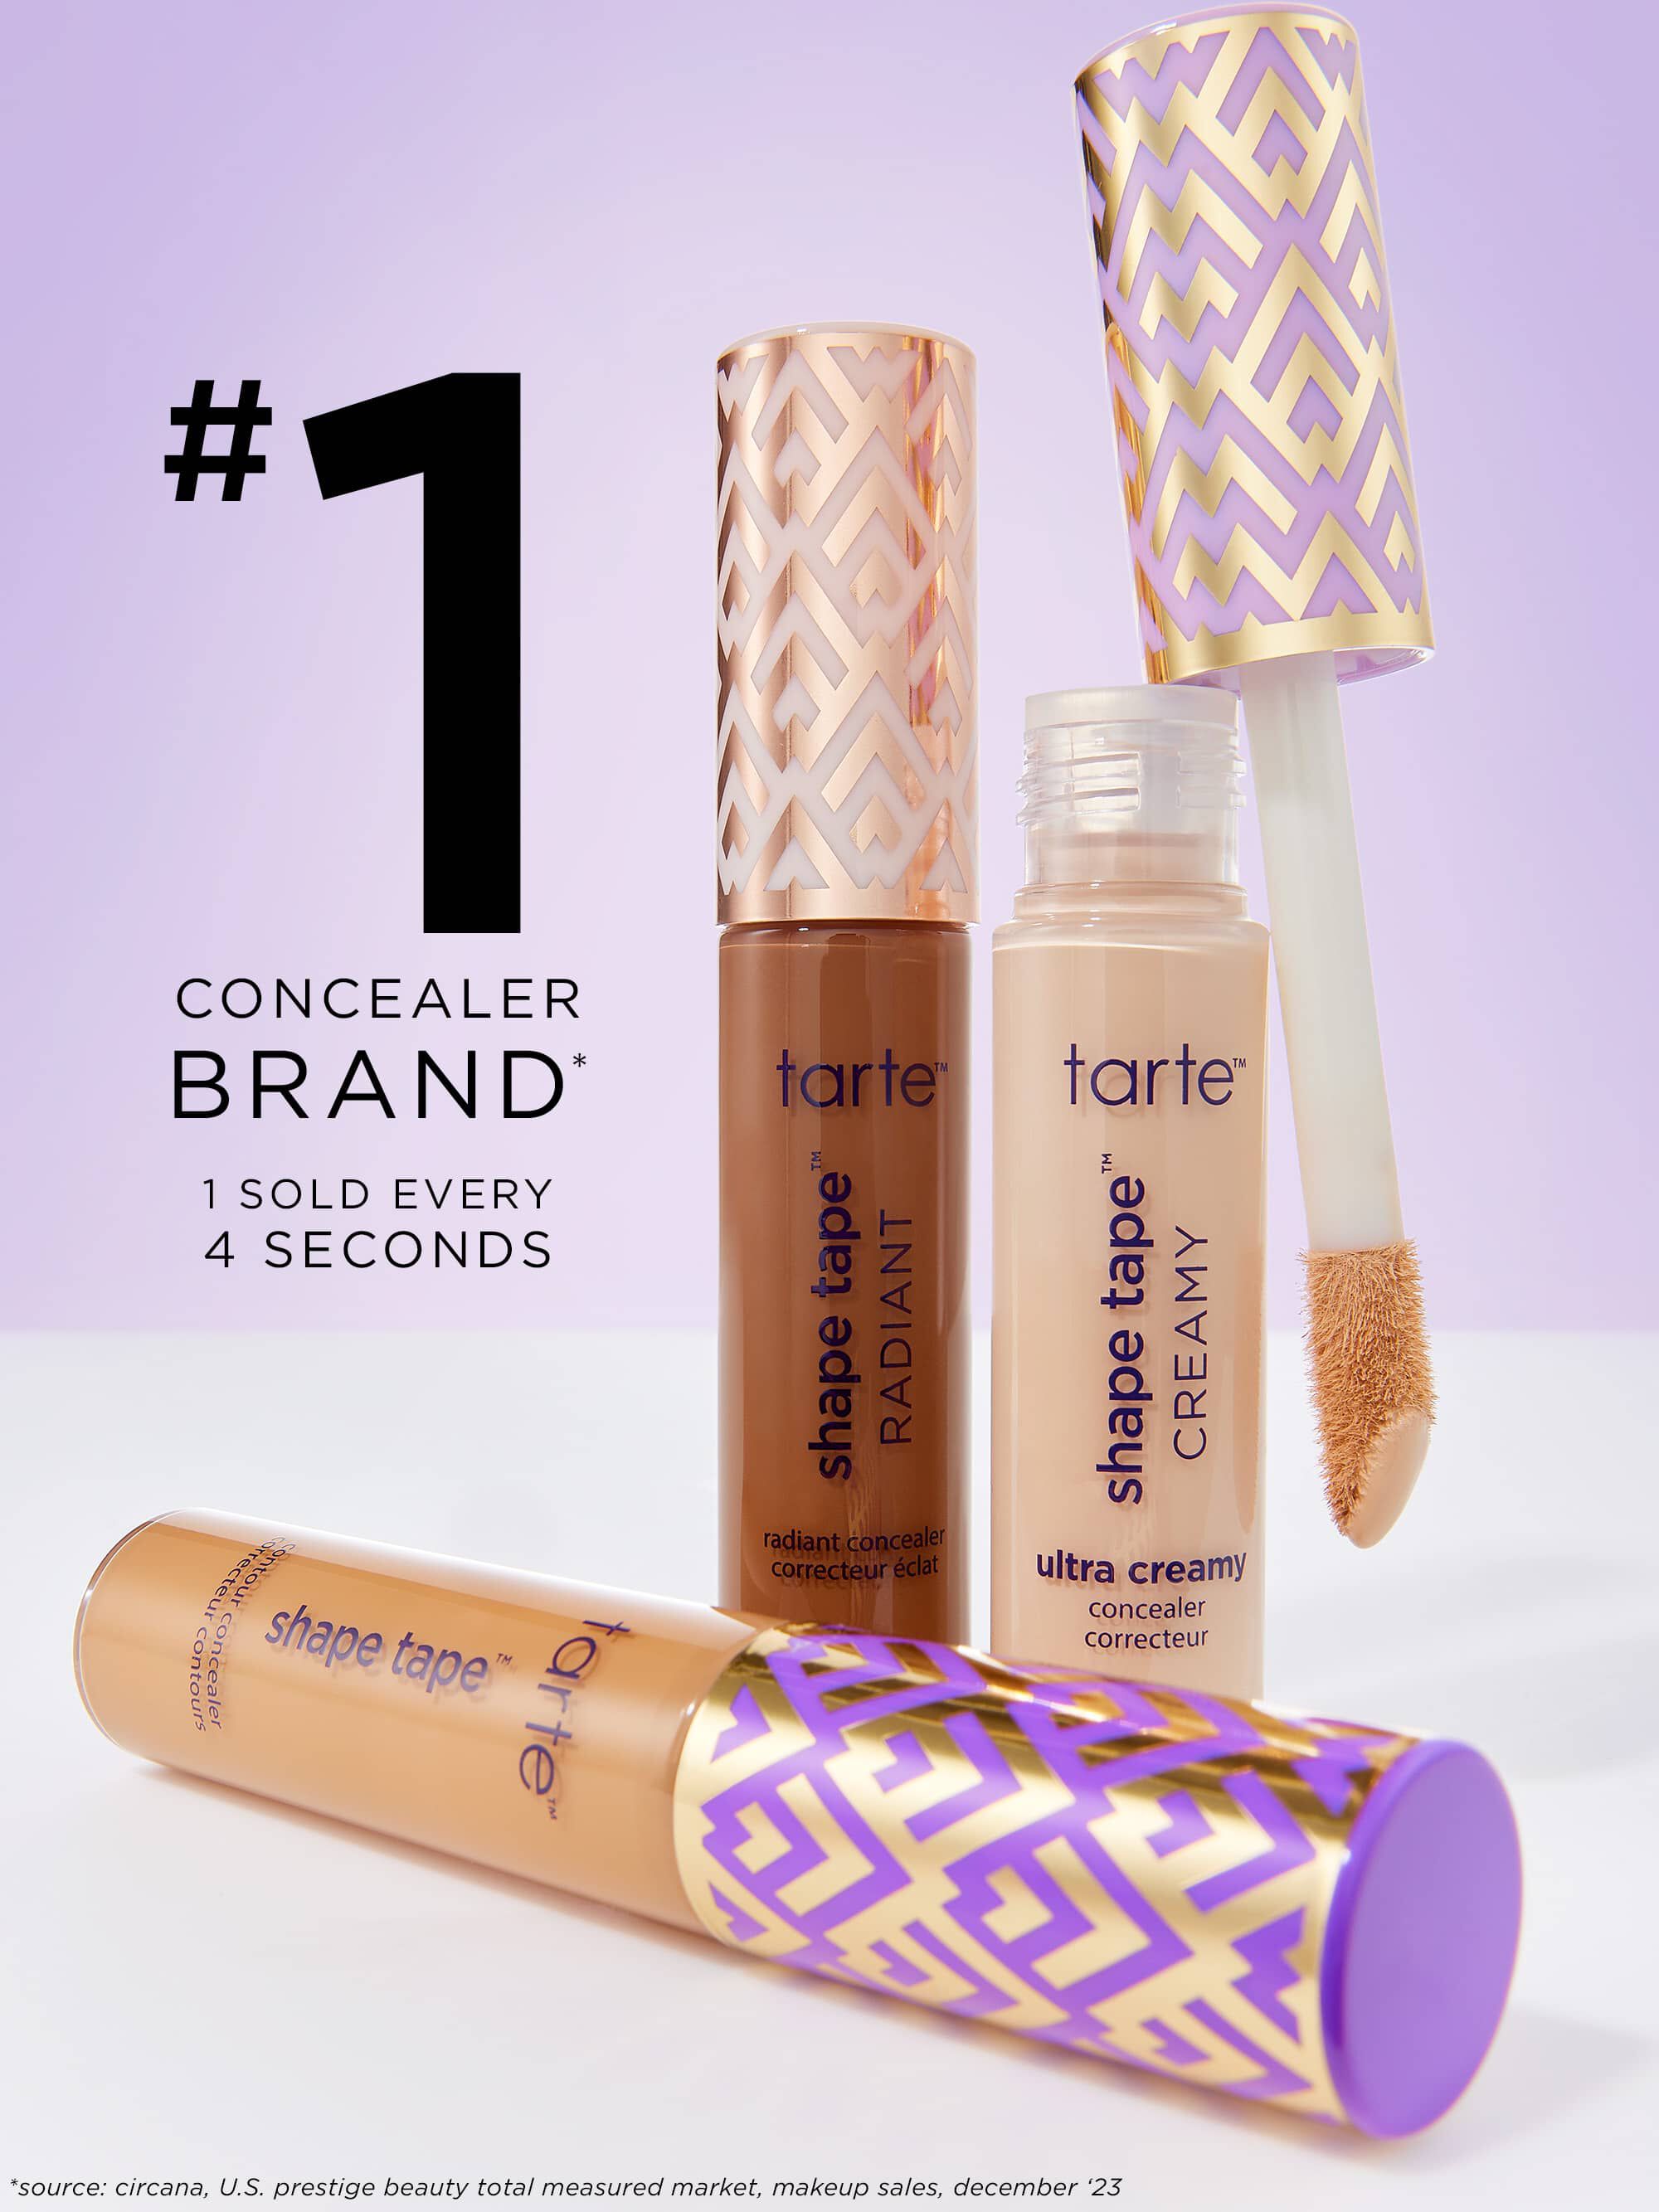 #1
CONCEALER
BRAND*
1 SOLD EVERY
4 SECONDS
tarte™
shape tape™
RADIANT
radiant concealer
correcteur éclat
tarte™
shape tape™
CREAMY
ultra creamy
concealer
correcteur
tarte™
shape tape™
contour concealer
correcteur contours
*source: circana, U.S. prestige beauty total measured market, makeup sales, december ‘23